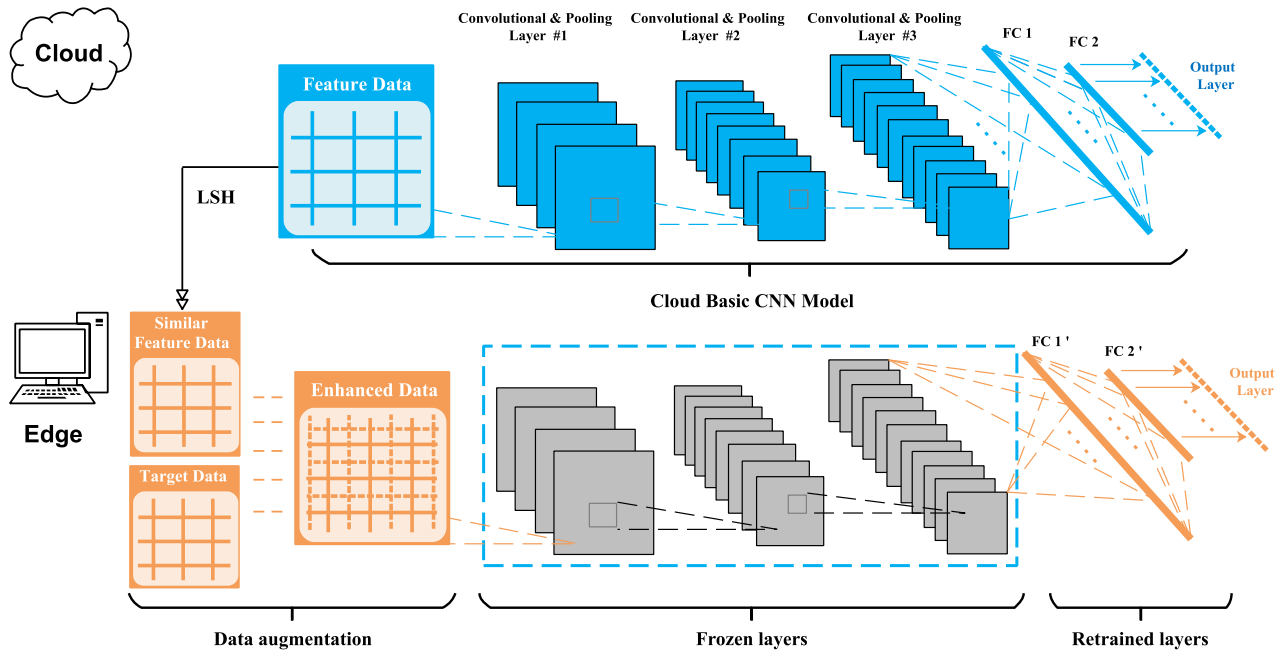 Cloud
Convolutional & Pooling
Layer #1
Convolutional & Pooling
Layer #2
Convolutional & Pooling
Layer #3
FC 1
FC 2
Output
Layer
Feature Data
LSH
Cloud Basic CNN Model
Similar
Feature Data
Enhanced Data
Edge
Target Data
FC 1 '
FC 2 '
Output
Layer
Data augmentation
Frozen layers
Retrained layers